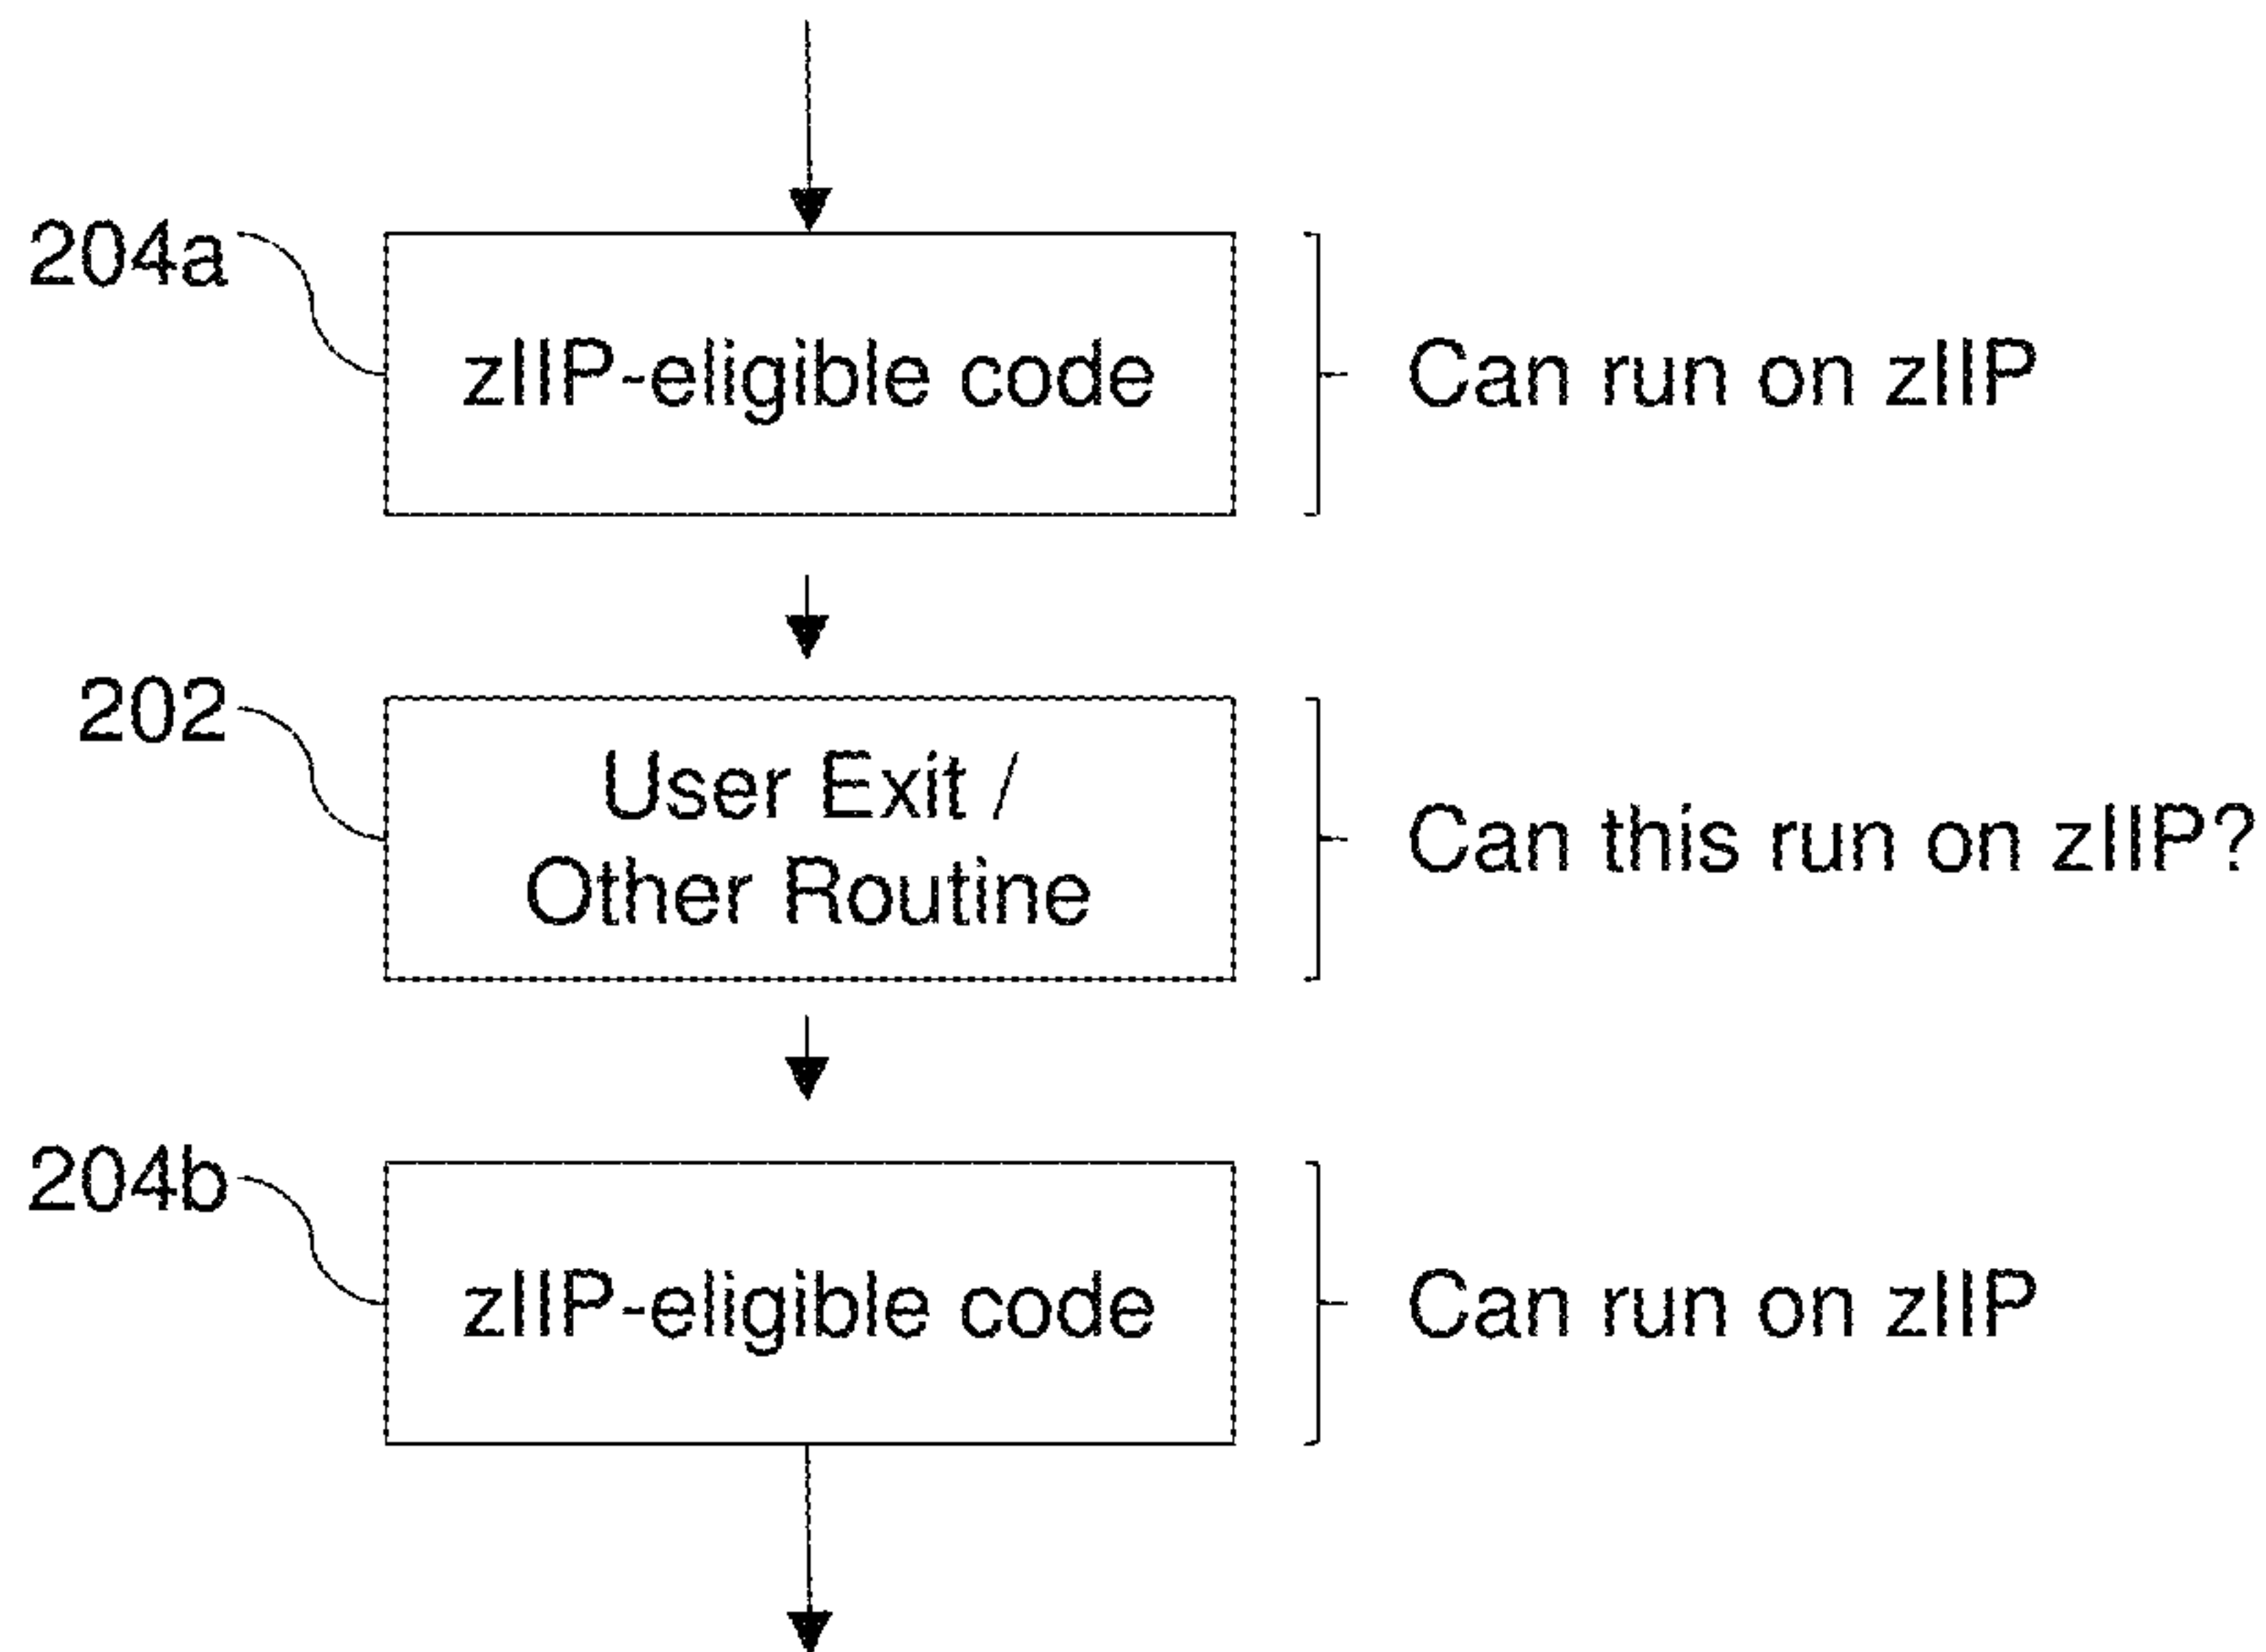 204a
zIIP-eligible code
Can run on zIIP
202
User Exit /
Other Routine
Can this run on zIIP?
204b
zIIP-eligible code
Can run on zIIP